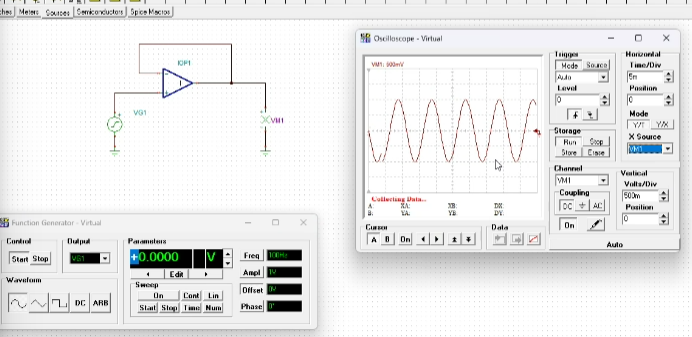 ches Meters Sources Semiconductors Spice Macros
IOP1
VG1
VM1
Oscilloscope - Virtual
VM1: 500mV
Collecting Data...
A: XA: XB: DX:
B: YA: YB: DY:
Cursor
A B On
Data
Trigger
Mode Source
Auto
Level
0
Storage
Run Stop
Store Erase
Channel
VM1
Coupling
DC AC
On
Horizontal
Time/Div
5m
Position
0
Mode
Y/T Y/X
X Source
VM1
Vertical
Volts/Div
500m
Position
0
Auto
Function Generator - Virtual
Control
Start Stop
Output
VG1
Waveform
DC ARB
Parameters
+0.0000 V
Edit
Sweep
On Cont Lin
Start Stop Time Num
Freq 100Hz
Ampl 1V
Offset 0V
Phase 0°